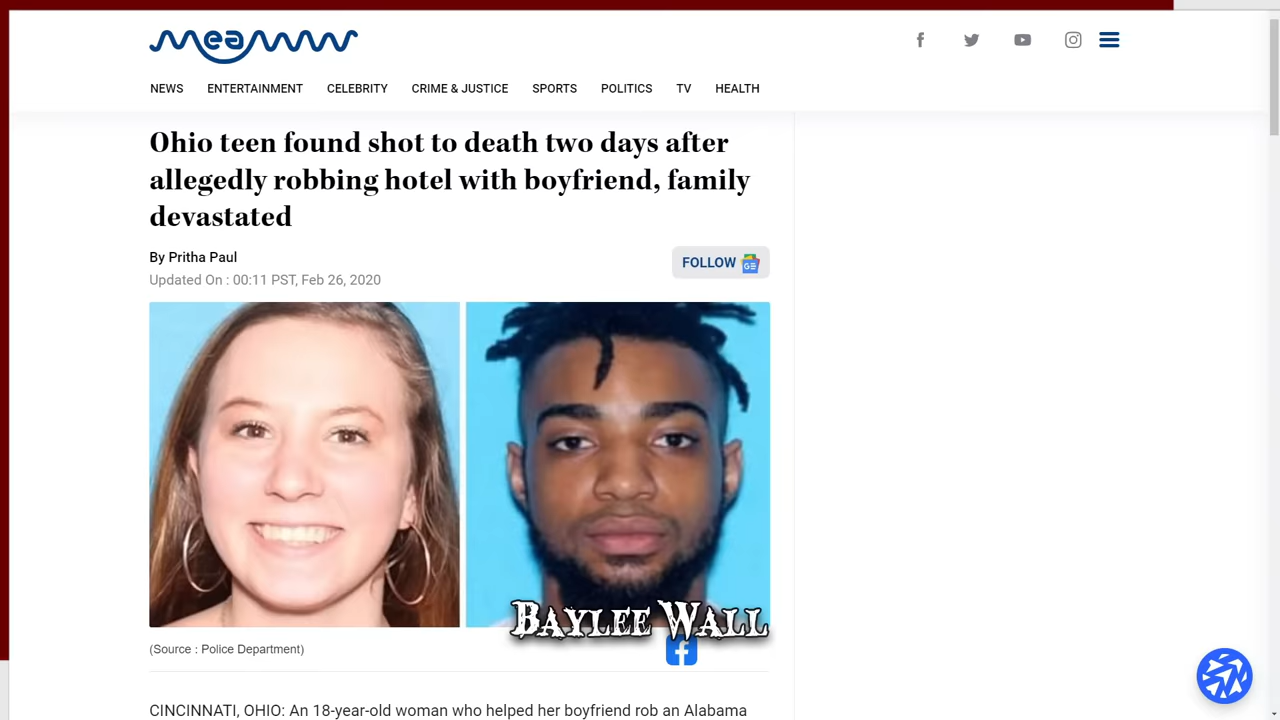 meaww
NEWS ENTERTAINMENT CELEBRITY CRIME & JUSTICE SPORTS POLITICS TV HEALTH
Ohio teen found shot to death two days after
allegedly robbing hotel with boyfriend, family
devastated
By Pritha Paul
Updated On : 00:11 PST, Feb 26, 2020
FOLLOW GE
BAYLEE WALL
(Source : Police Department)
CINCINNATI, OHIO: An 18-year-old woman who helped her boyfriend rob an Alabama